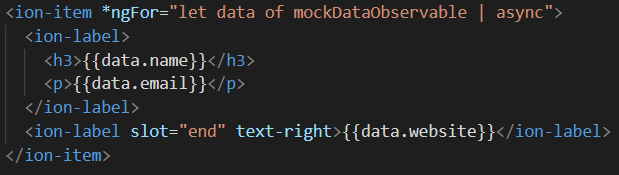 <ion-item *ngFor="let data of mockDataObservable | async">
<ion-label>
<h3>{{data.name}}</h3>
<p>{{data.email}}</p>
</ion-label>
<ion-label slot="end" text-right>{{data.website}}</ion-label>
</ion-item>